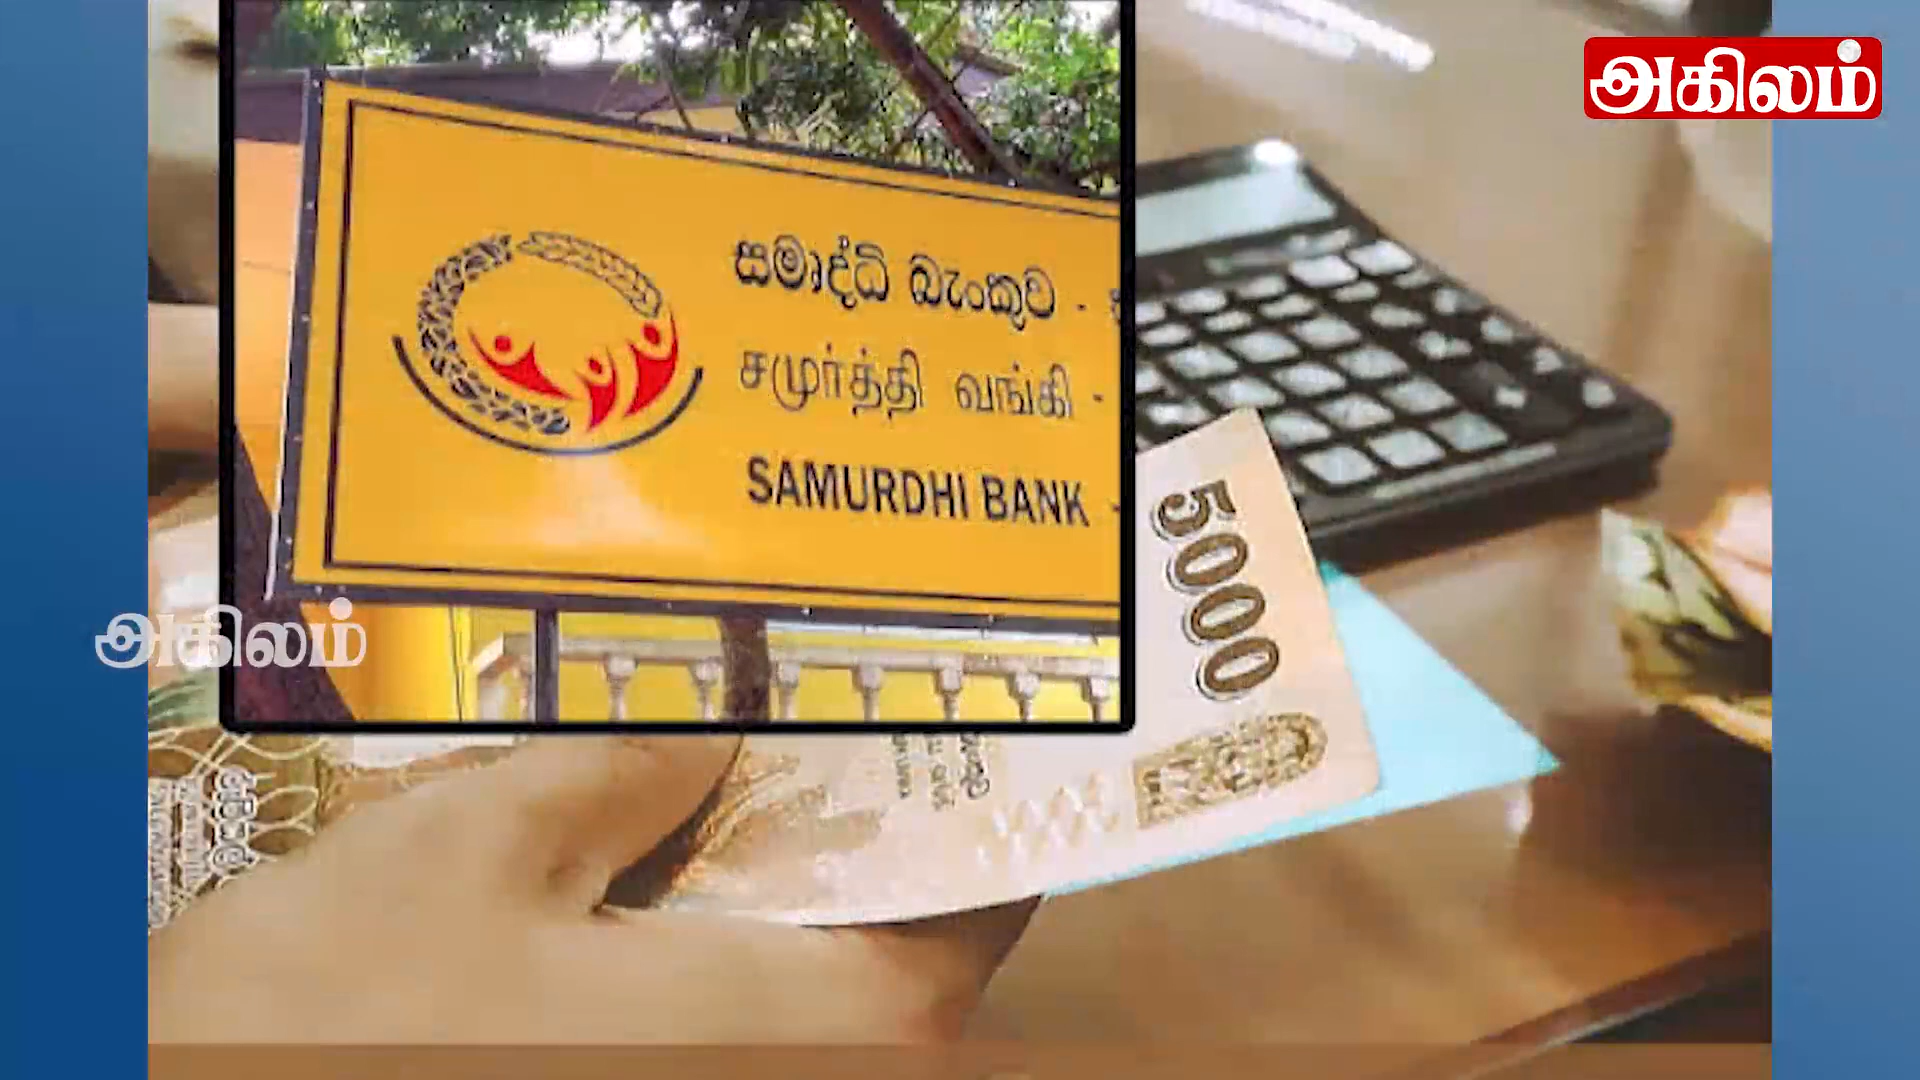 அகிலம்
සමෘද්ධි බැංකුව -
சமுர்த்தி வங்கி -
SAMURDHI BANK -
5000
அகிலம்